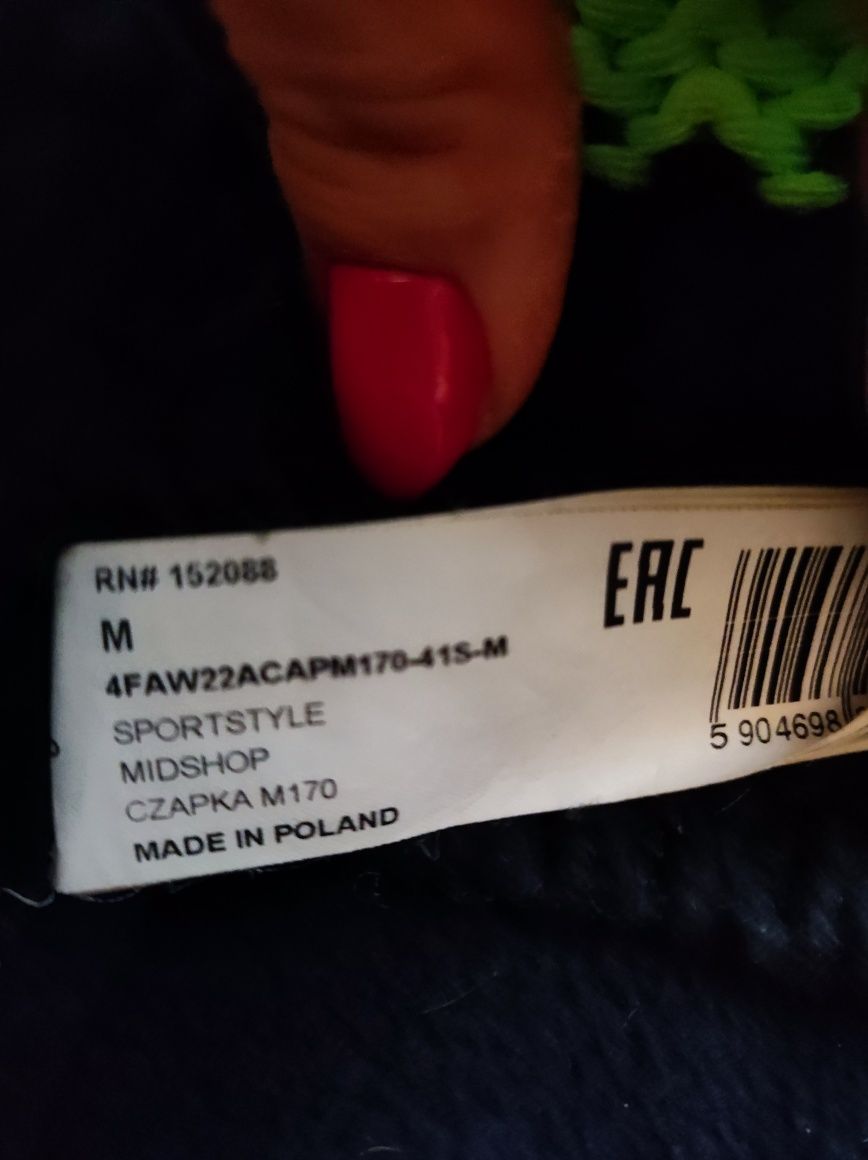 RN# 152088
M
4FAW22ACAPM170-41S-M
SPORTSTYLE
MIDSHOP
CZAPKA M170
MADE IN POLAND
EAC
5 904698